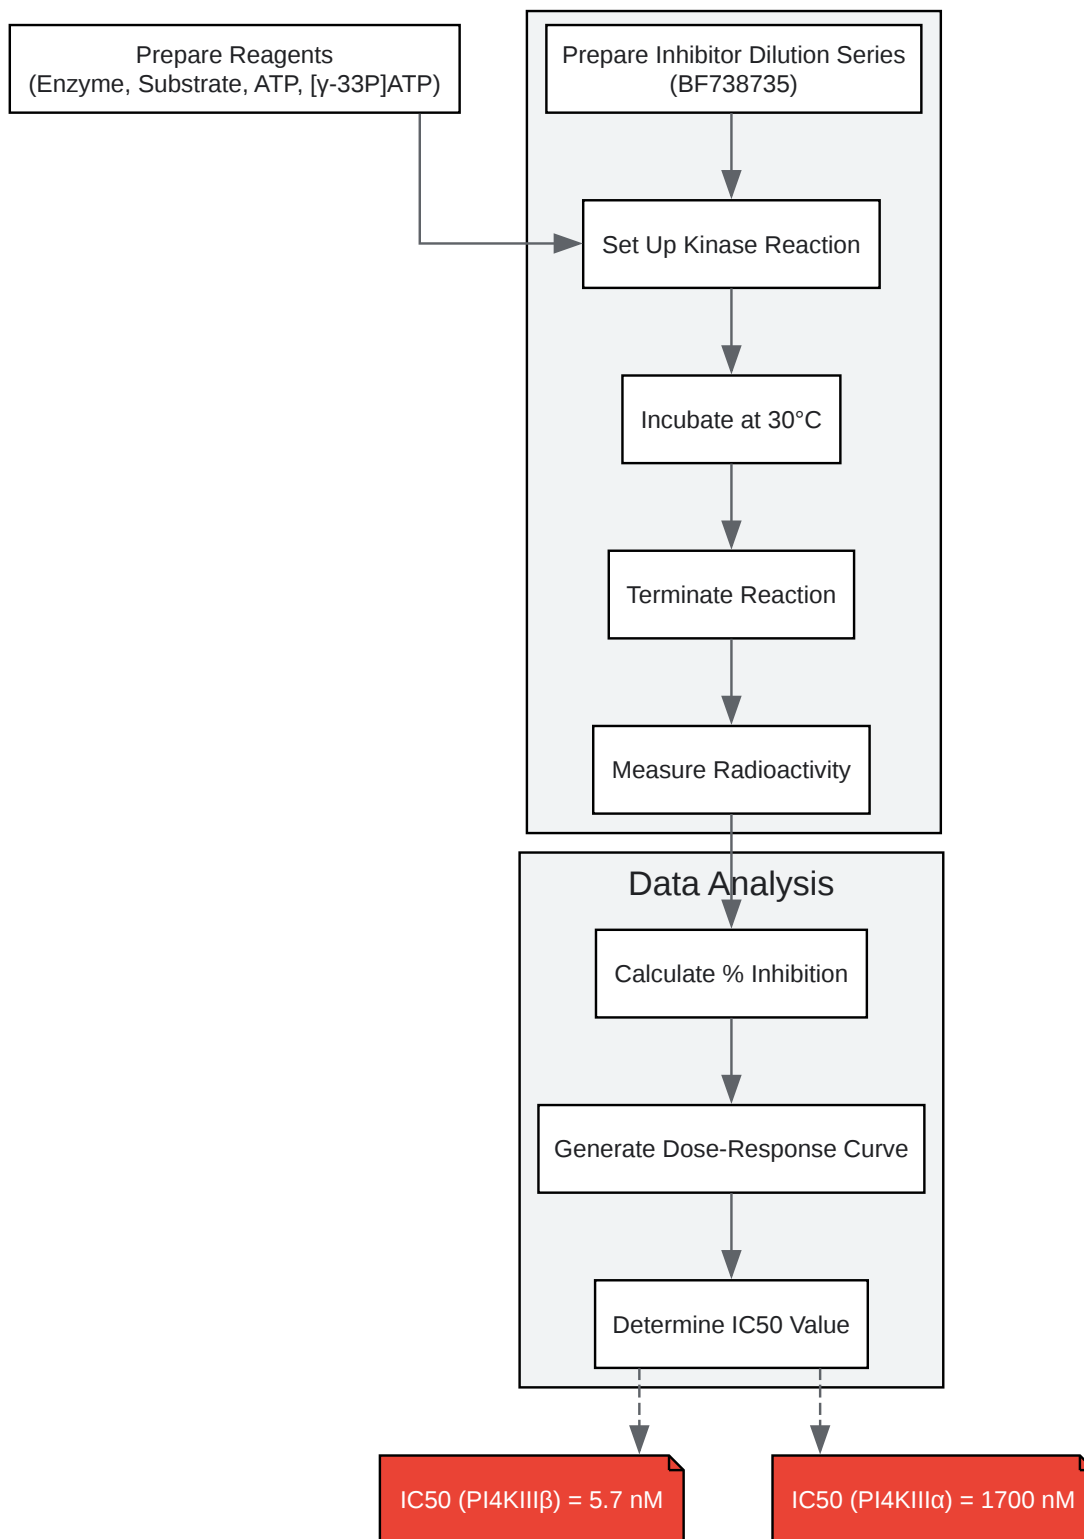 Prepare Reagents
(Enzyme, Substrate, ATP, [γ-33P]ATP)
Prepare Inhibitor Dilution Series
(BF738735)
Set Up Kinase Reaction
Incubate at 30°C
Terminate Reaction
Measure Radioactivity
Data Analysis
Calculate % Inhibition
Generate Dose-Response Curve
Determine IC50 Value
IC50 (PI4KIIIβ) = 5.7 nM
IC50 (PI4KIIIα) = 1700 nM